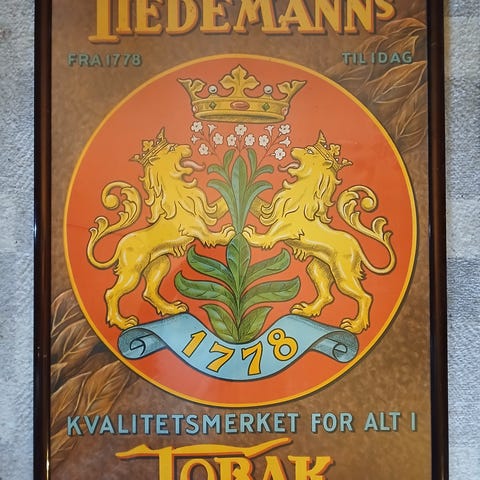 TIEDEMANNS
FRA 1778 TIL IDAG
1778
KVALITETSMERKET FOR ALT I
TOBAK